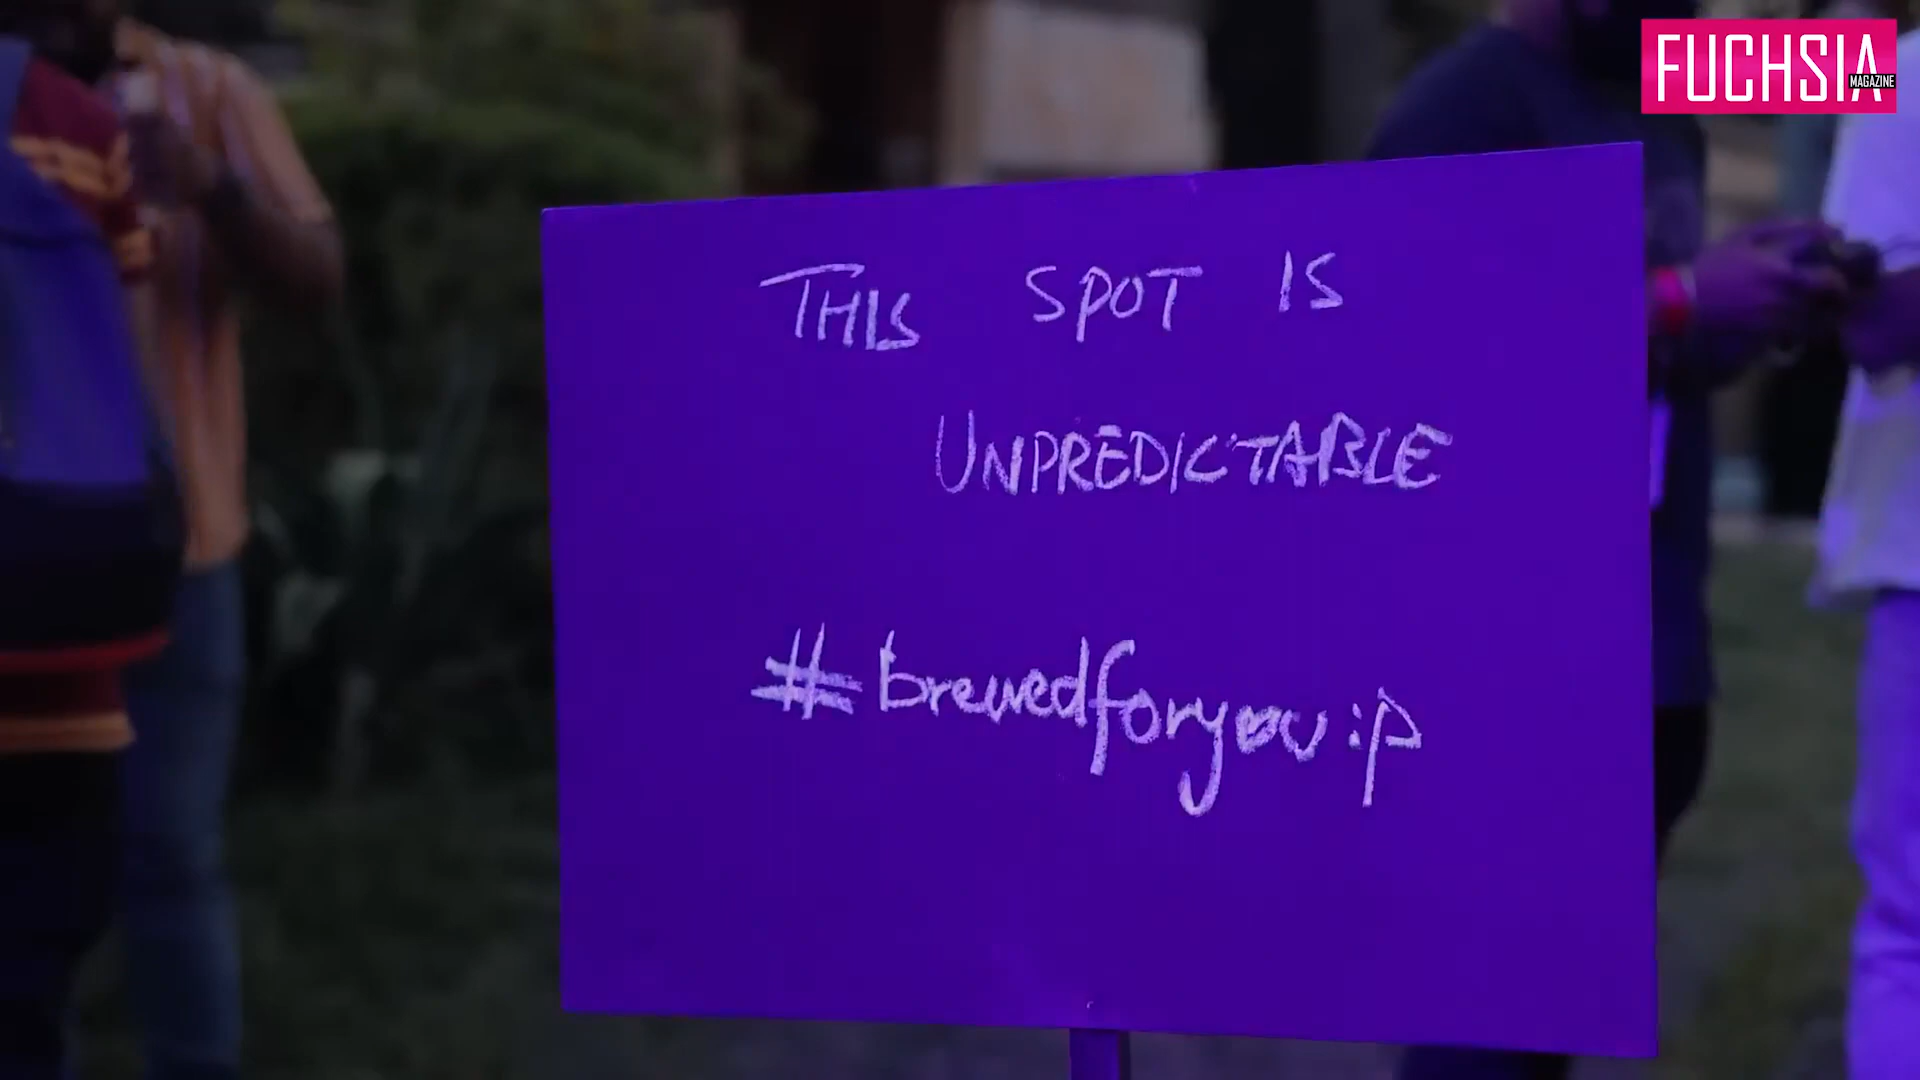 FUCHSIA
MAGAZINE
THIS SPOT IS
UNPREDICTABLE
#brewedforyou :p